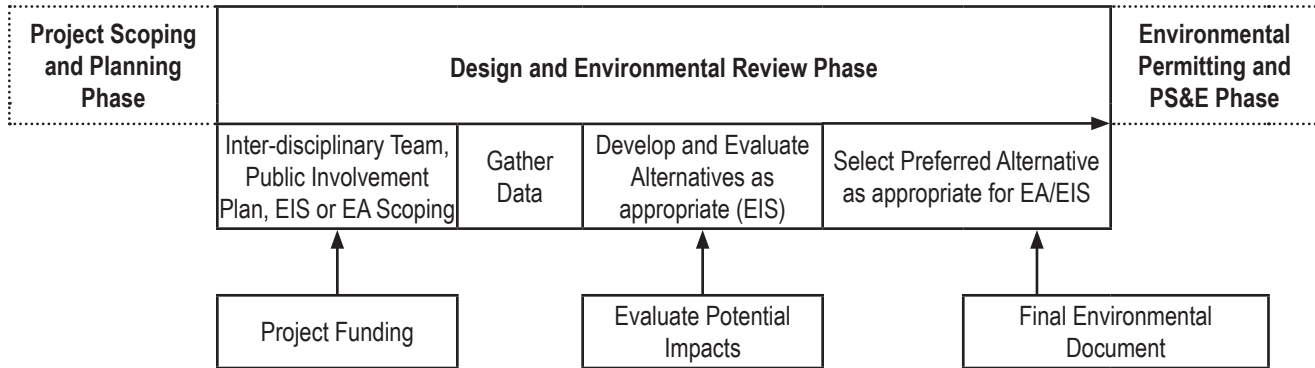 Project Scoping
and Planning
Phase
Design and Environmental Review Phase
Environmental
Permitting and
PS&E Phase
Inter-disciplinary Team,
Public Involvement
Plan, EIS or EA Scoping
Gather
Data
Develop and Evaluate
Alternatives as
appropriate (EIS)
Select Preferred Alternative
as appropriate for EA/EIS
Project Funding
Evaluate Potential
Impacts
Final Environmental
Document